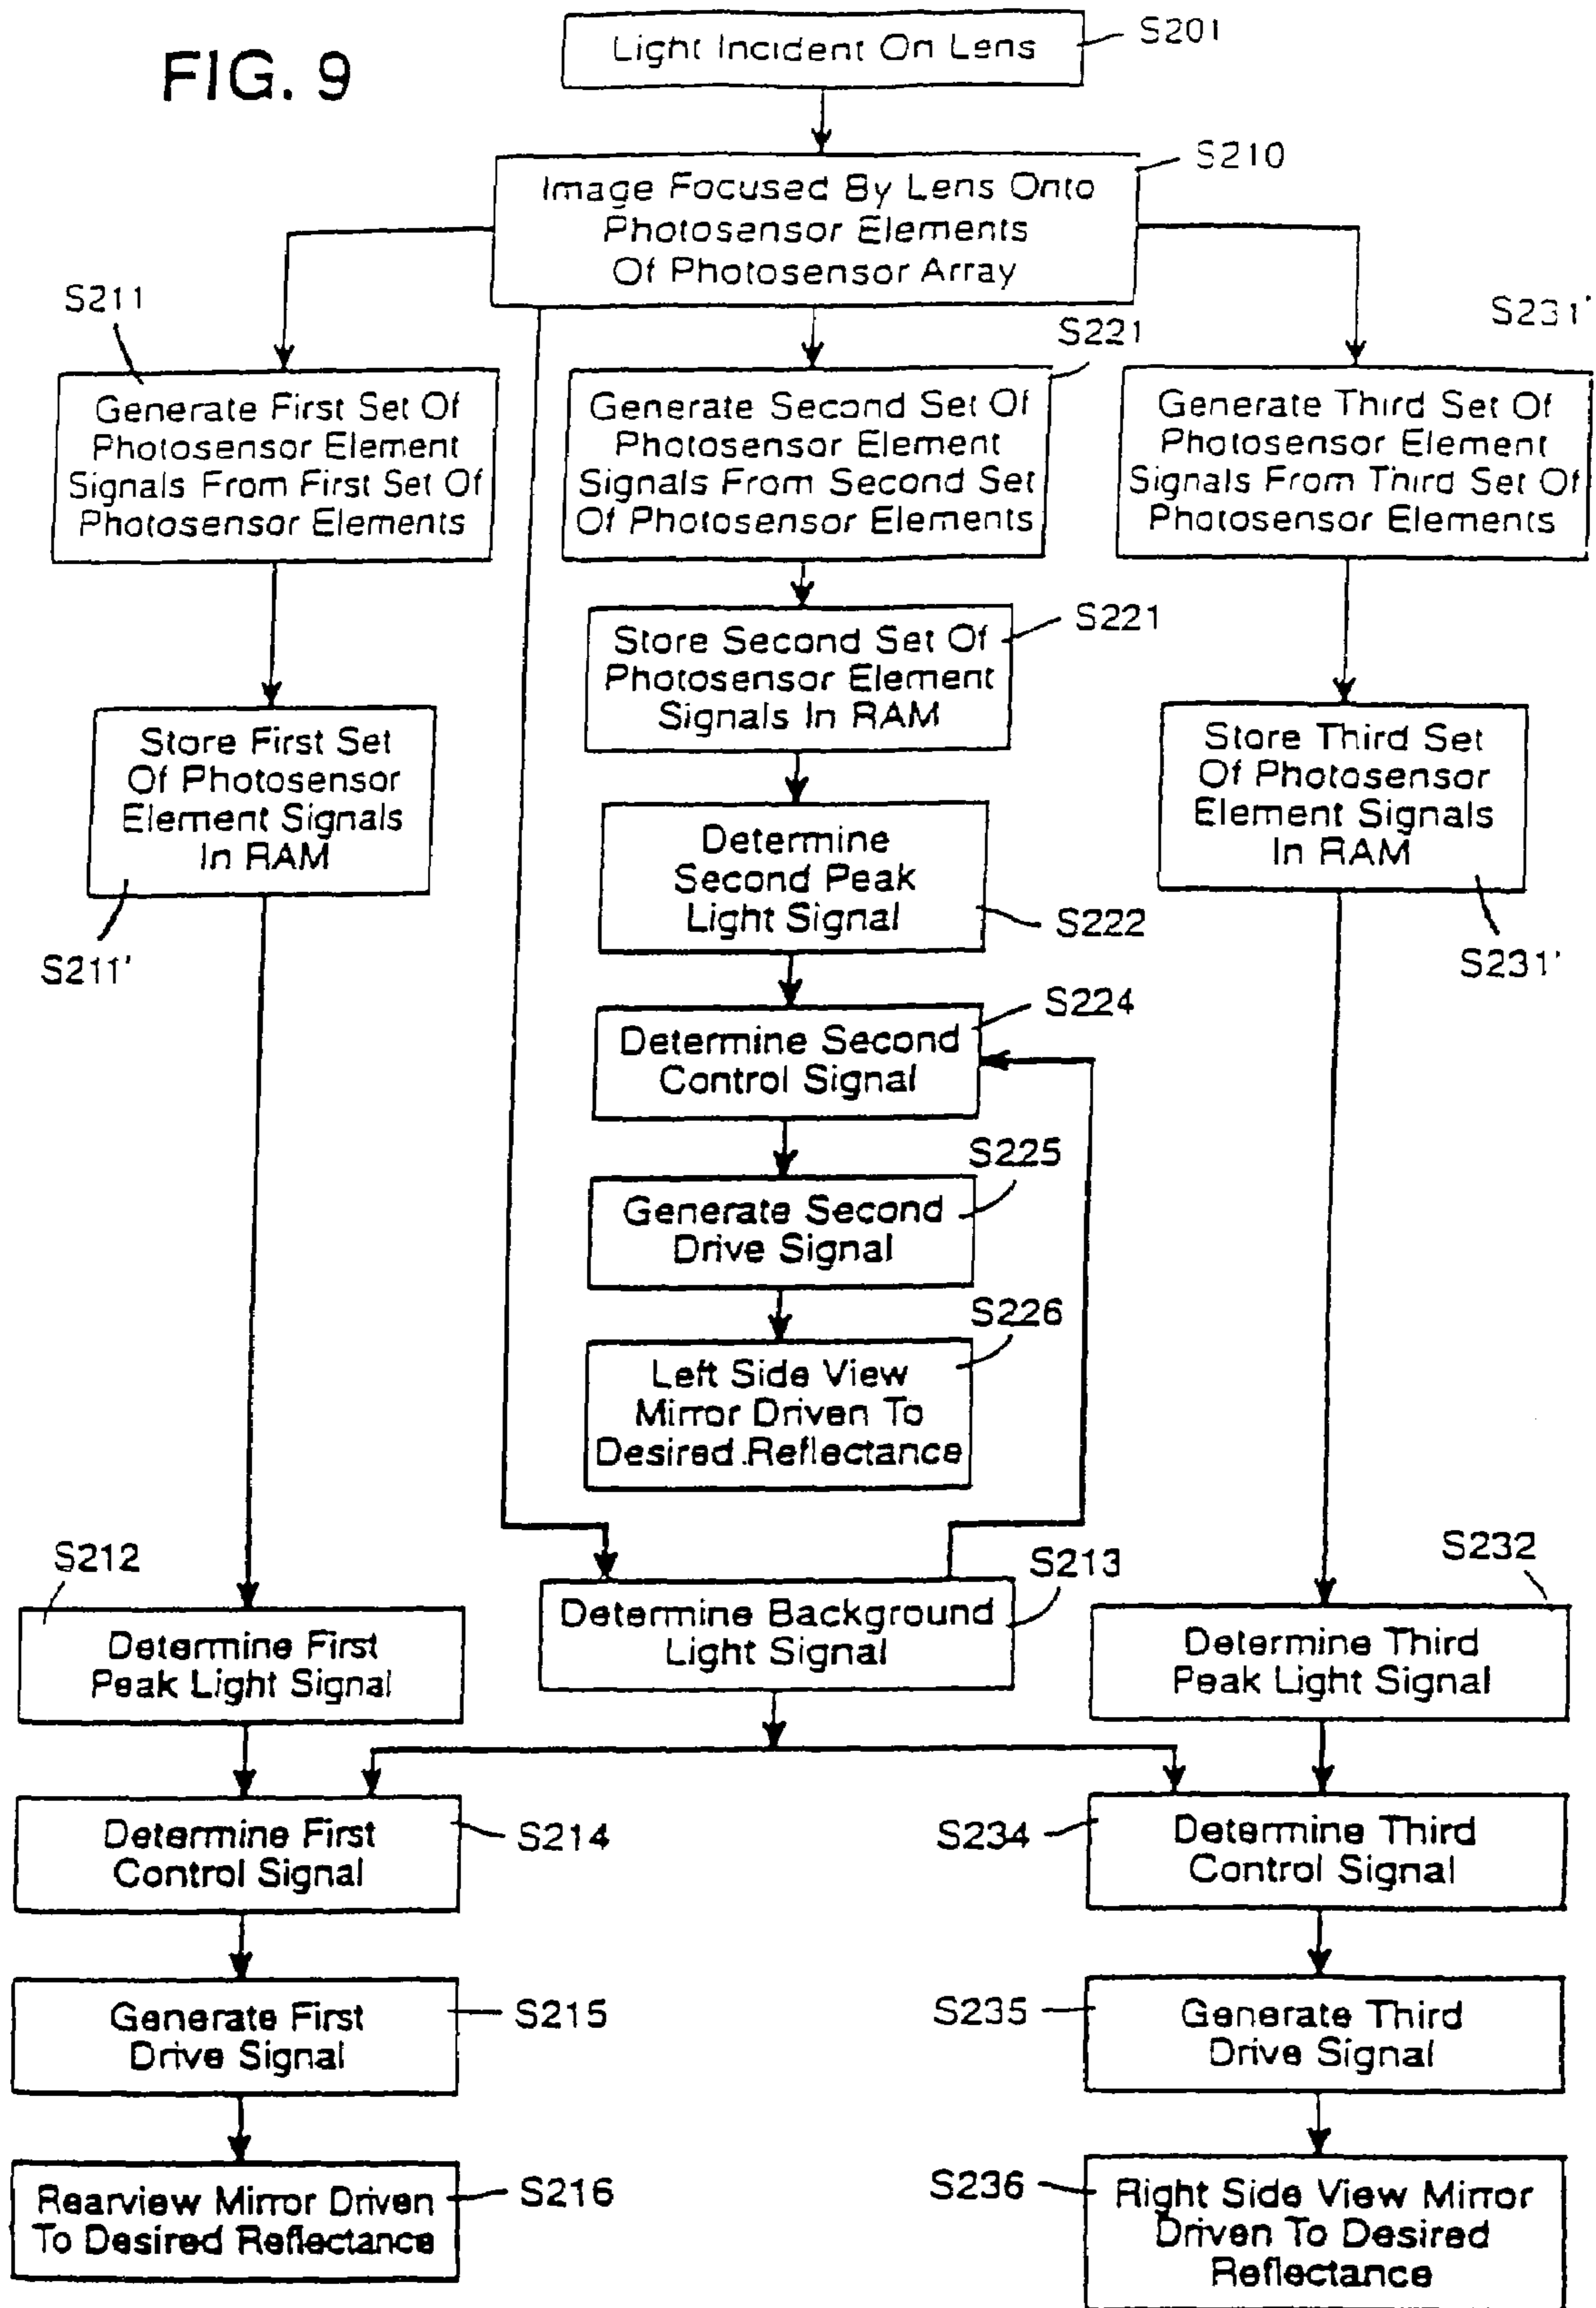 FIG. 9
Light Incident On Lens
S201
Image Focused By Lens Onto
Photosensor Elements
Of Photosensor Array
S210
S211
Generate First Set Of
Photosensor Element
Signals From First Set Of
Photosensor Elements
S221
Generate Second Set Of
Photosensor Element
Signals From Second Set
Of Photosensor Elements
S231'
Generate Third Set Of
Photosensor Element
Signals From Third Set Of
Photosensor Elements
Store Second Set Of
Photosensor Element
Signals In RAM
S221
Store First Set
Of Photosensor
Element Signals
In RAM
S211'
Store Third Set
Of Photosensor
Element Signals
In RAM
S231'
Determine
Second Peak
Light Signal
S222
Determine Second
Control Signal
S224
Generate Second
Drive Signal
S225
Left Side View
Mirror Driven To
Desired.Reflectance
S226
S212
Determine First
Peak Light Signal
Determine Background
Light Signal
S213
S232
Determine Third
Peak Light Signal
Determine First
Control Signal
S214
S234
Determine Third
Control Signal
Generate First
Drive Signal
S215
S235
Generate Third
Drive Signal
Rearview Mirror Driven
To Desired Reflectance
S216
S236
Right Side View Mirror
Driven To Desired
Reflectance